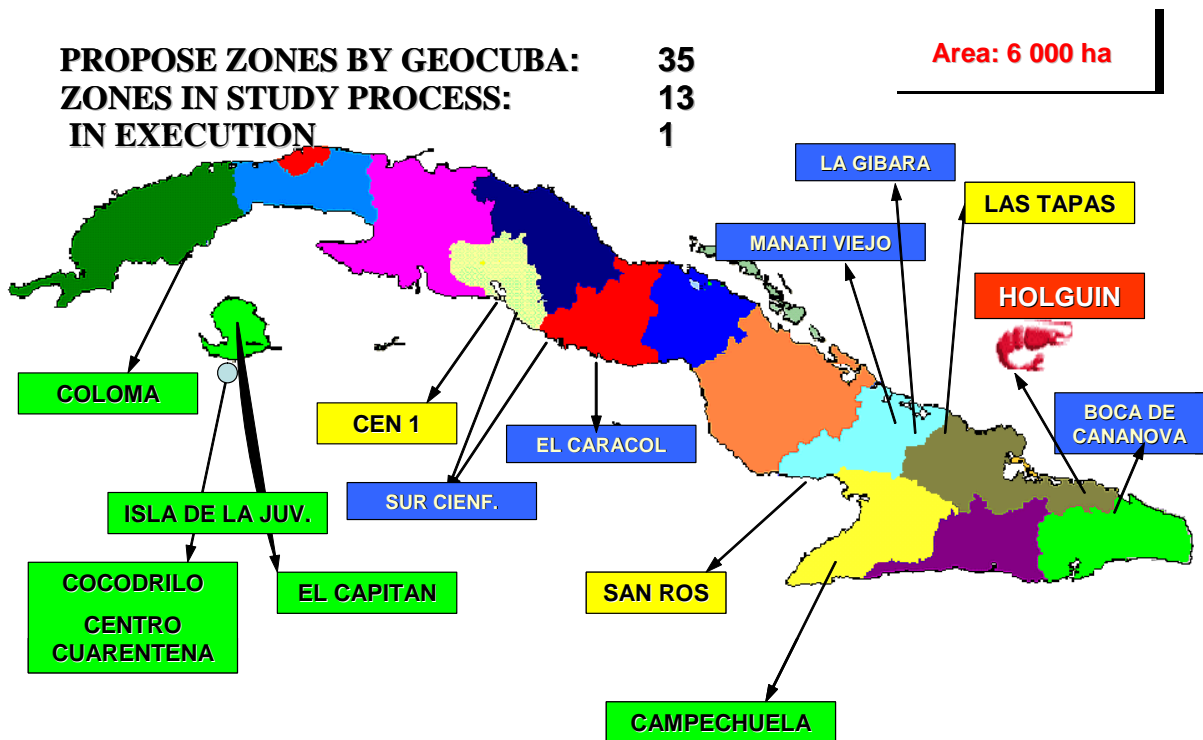 PROPOSE ZONES BY GEOCUBA: 35
ZONES IN STUDY PROCESS: 13
IN EXECUTION 1
Area: 6 000 ha
LA GIBARA
LAS TAPAS
MANATI VIEJO
HOLGUIN
COLOMA
CEN 1
EL CARACOL
BOCA DE
CANANOVA
SUR CIENF.
ISLA DE LA JUV.
COCODRILO
CENTRO
CUARENTENA
EL CAPITAN
SAN ROS
CAMPECHUELA